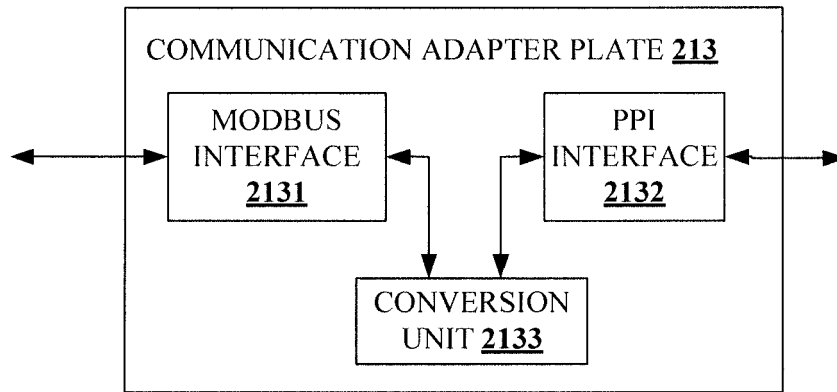 COMMUNICATION ADAPTER PLATE 213
MODBUS
INTERFACE
2131
PPI
INTERFACE
2132
CONVERSION
UNIT 2133